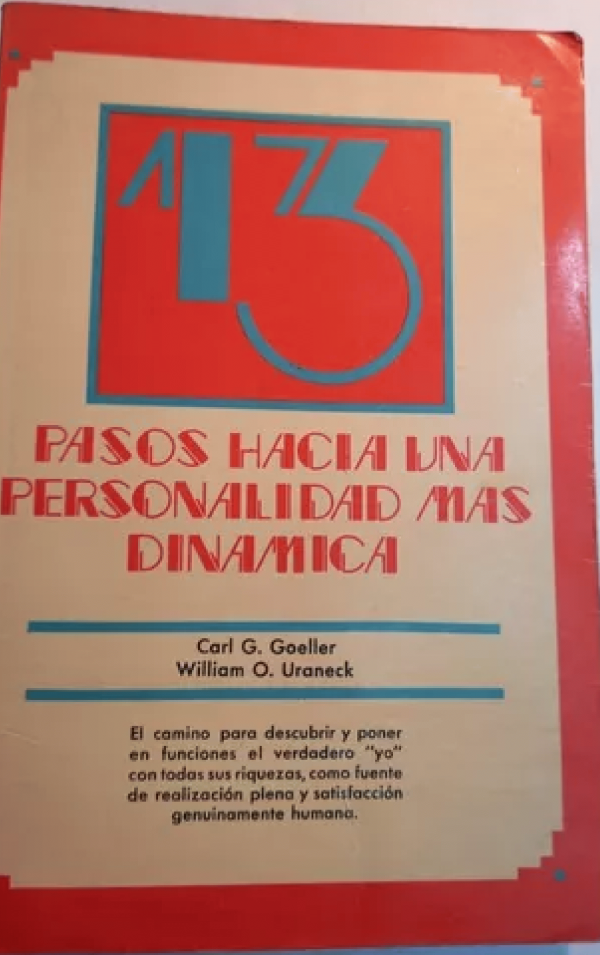 13
PASOS HACIA UNA
PERSONALIDAD MAS
DINAMICA
Carl G. Goeller
William O. Uraneck
El camino para descubrir y poner
en funciones el verdadero "yo"
con todas sus riquezas, como fuente
de realización plena y satisfacción
genuinamente humana.